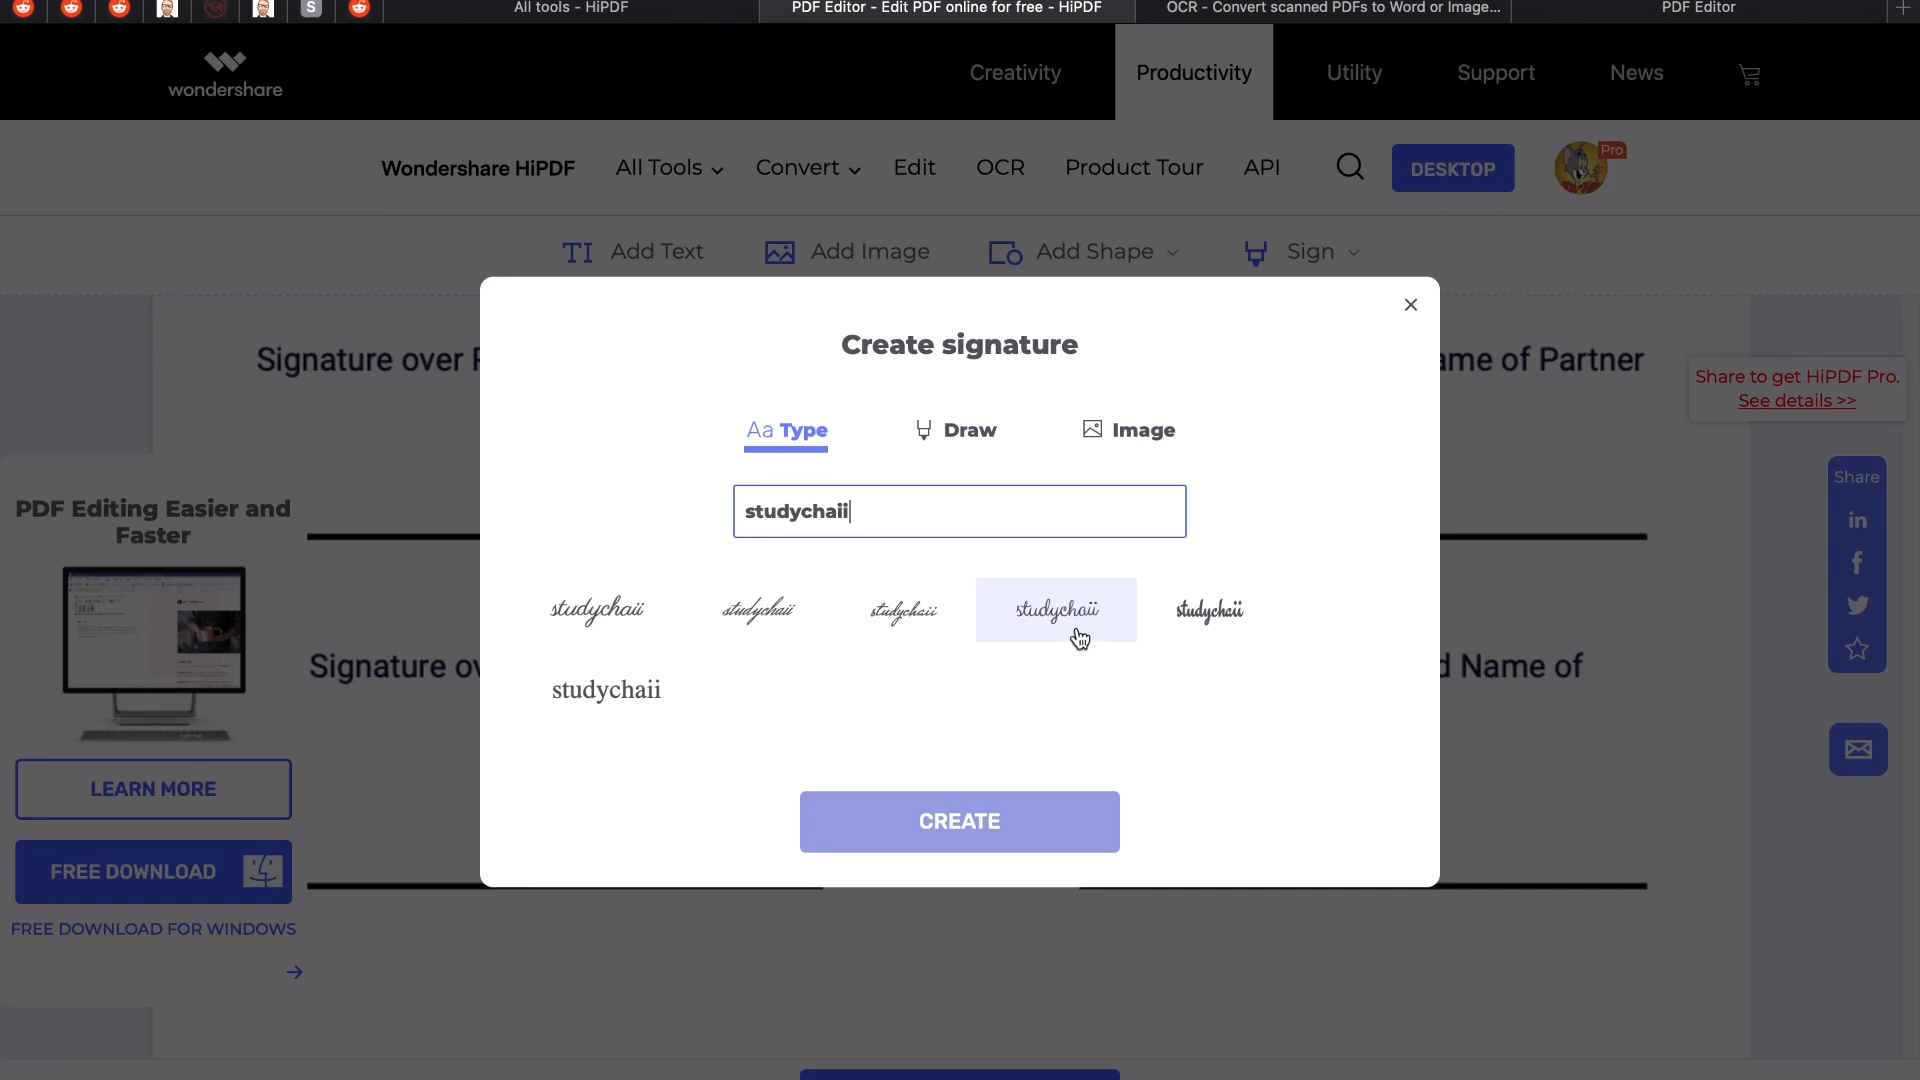 All tools - HiPDF
PDF Editor - Edit PDF online for free - HiPDF
OCR - Convert scanned PDFs to Word or Image...
PDF Editor
S
wondershare
Creativity
Productivity
Utility
Support
News
Wondershare HiPDF
All Tools
Convert
Edit
OCR
Product Tour
API
DESKTOP
Pro
TI Add Text
Add Image
Add Shape
Sign
Create signature
Signature over
ame of Partner
Share to get HiPDF Pro.
See details >>
Aa Type
Draw
Image
Share
in
f
studychaii
PDF Editing Easier and
Faster
studychaii
studychaii
studychaii
studychaii
studychaii
Signature ov
d Name of
studychaii
LEARN MORE
CREATE
FREE DOWNLOAD
FREE DOWNLOAD FOR WINDOWS